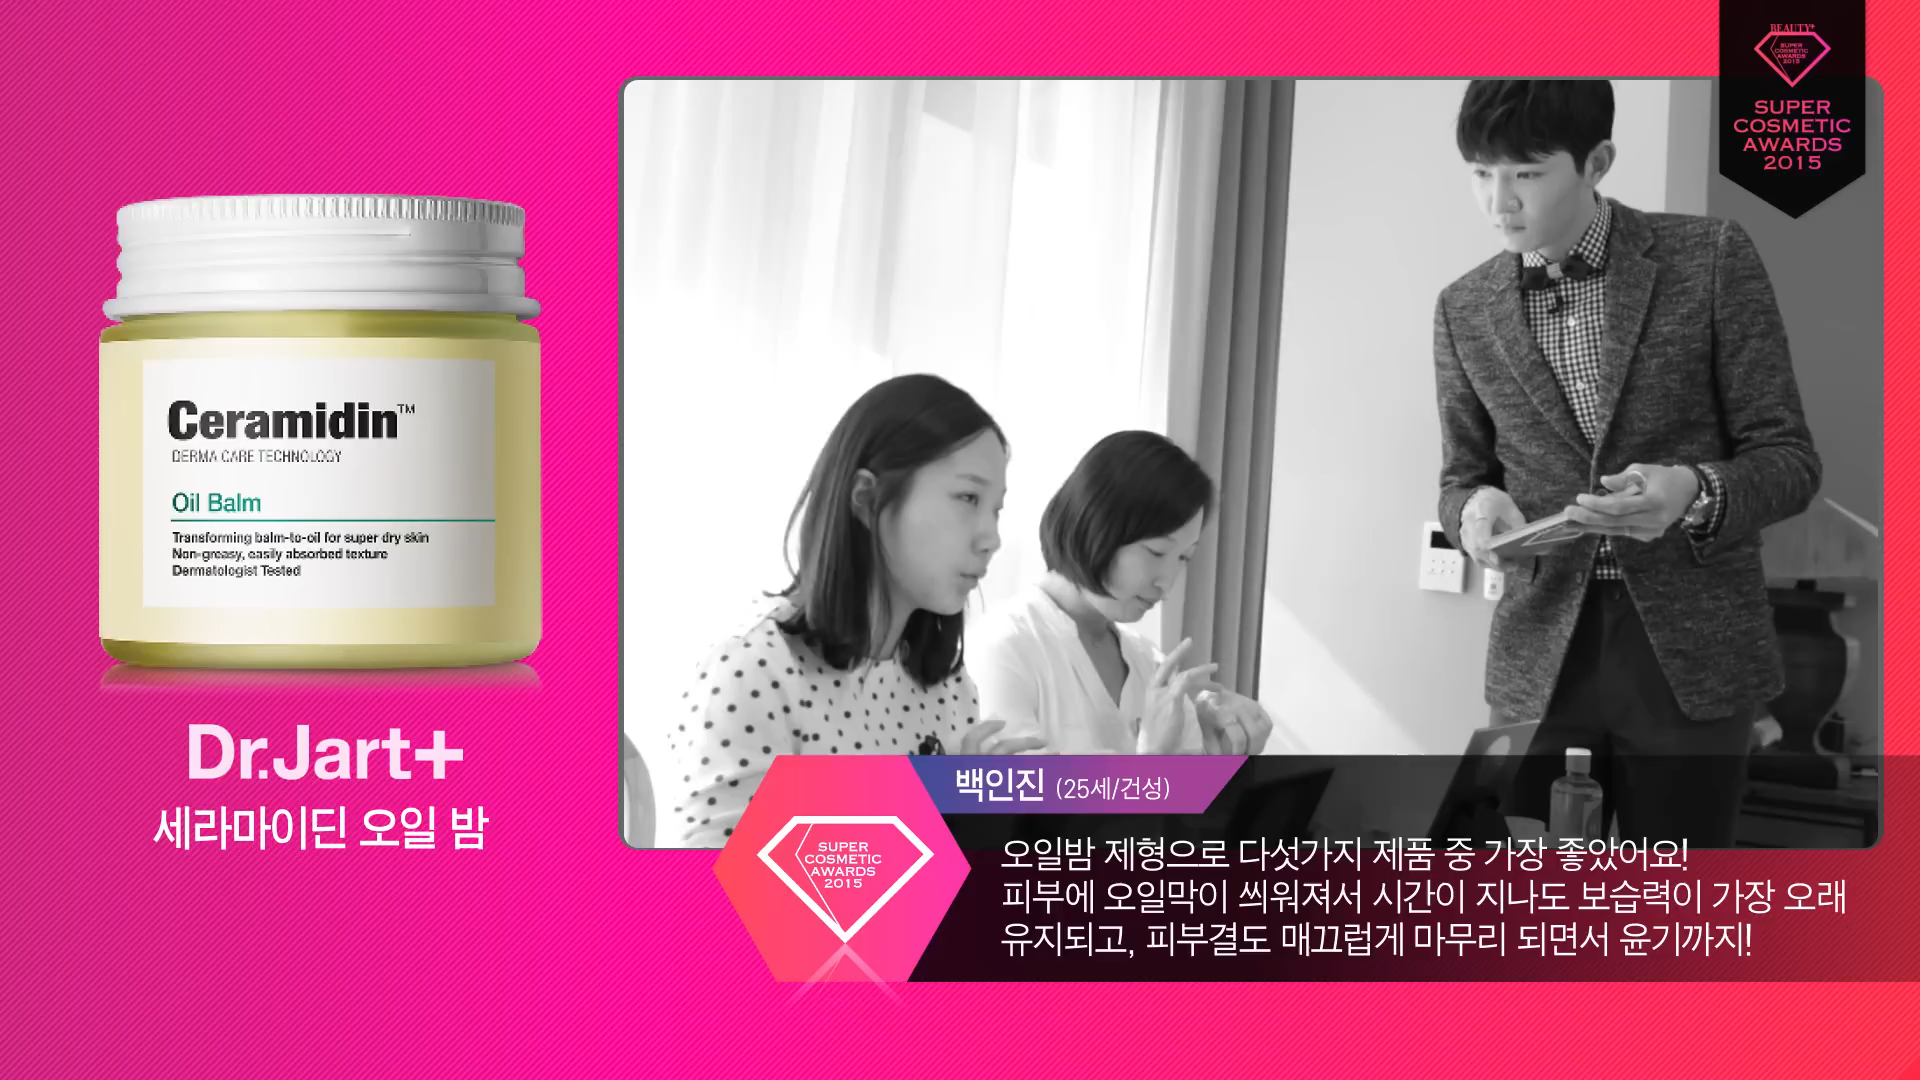 Ceramidin™
DERMA CARE TECHNOLOGY
Oil Balm
Transforming balm-to-oil for super dry skin
Non-greasy, easily absorbed texture
Dermatologist Tested
Dr.Jart+
세라마이딘 오일 밤
BEAUTY+
SUPER
COSMETIC
AWARDS
2015
SUPER
COSMETIC
AWARDS
2015
백인진 (25세/건성)
SUPER
COSMETIC
AWARDS
2015
오일밤 제형으로 다섯가지 제품 중 가장 좋았어요!
피부에 오일막이 씌워져서 시간이 지나도 보습력이 가장 오래
유지되고, 피부결도 매끄럽게 마무리 되면서 윤기까지!